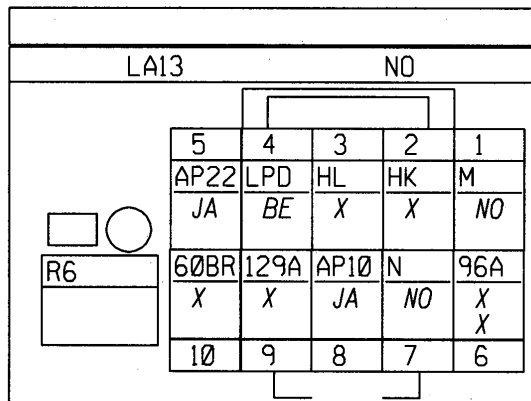 LA13 NO
5 4 3 2 1
AP22 LPD HL HK M
JA BE X X NO
R6 60BR 129A AP10 N 96A
X X JA NO X
X
10 9 8 7 6